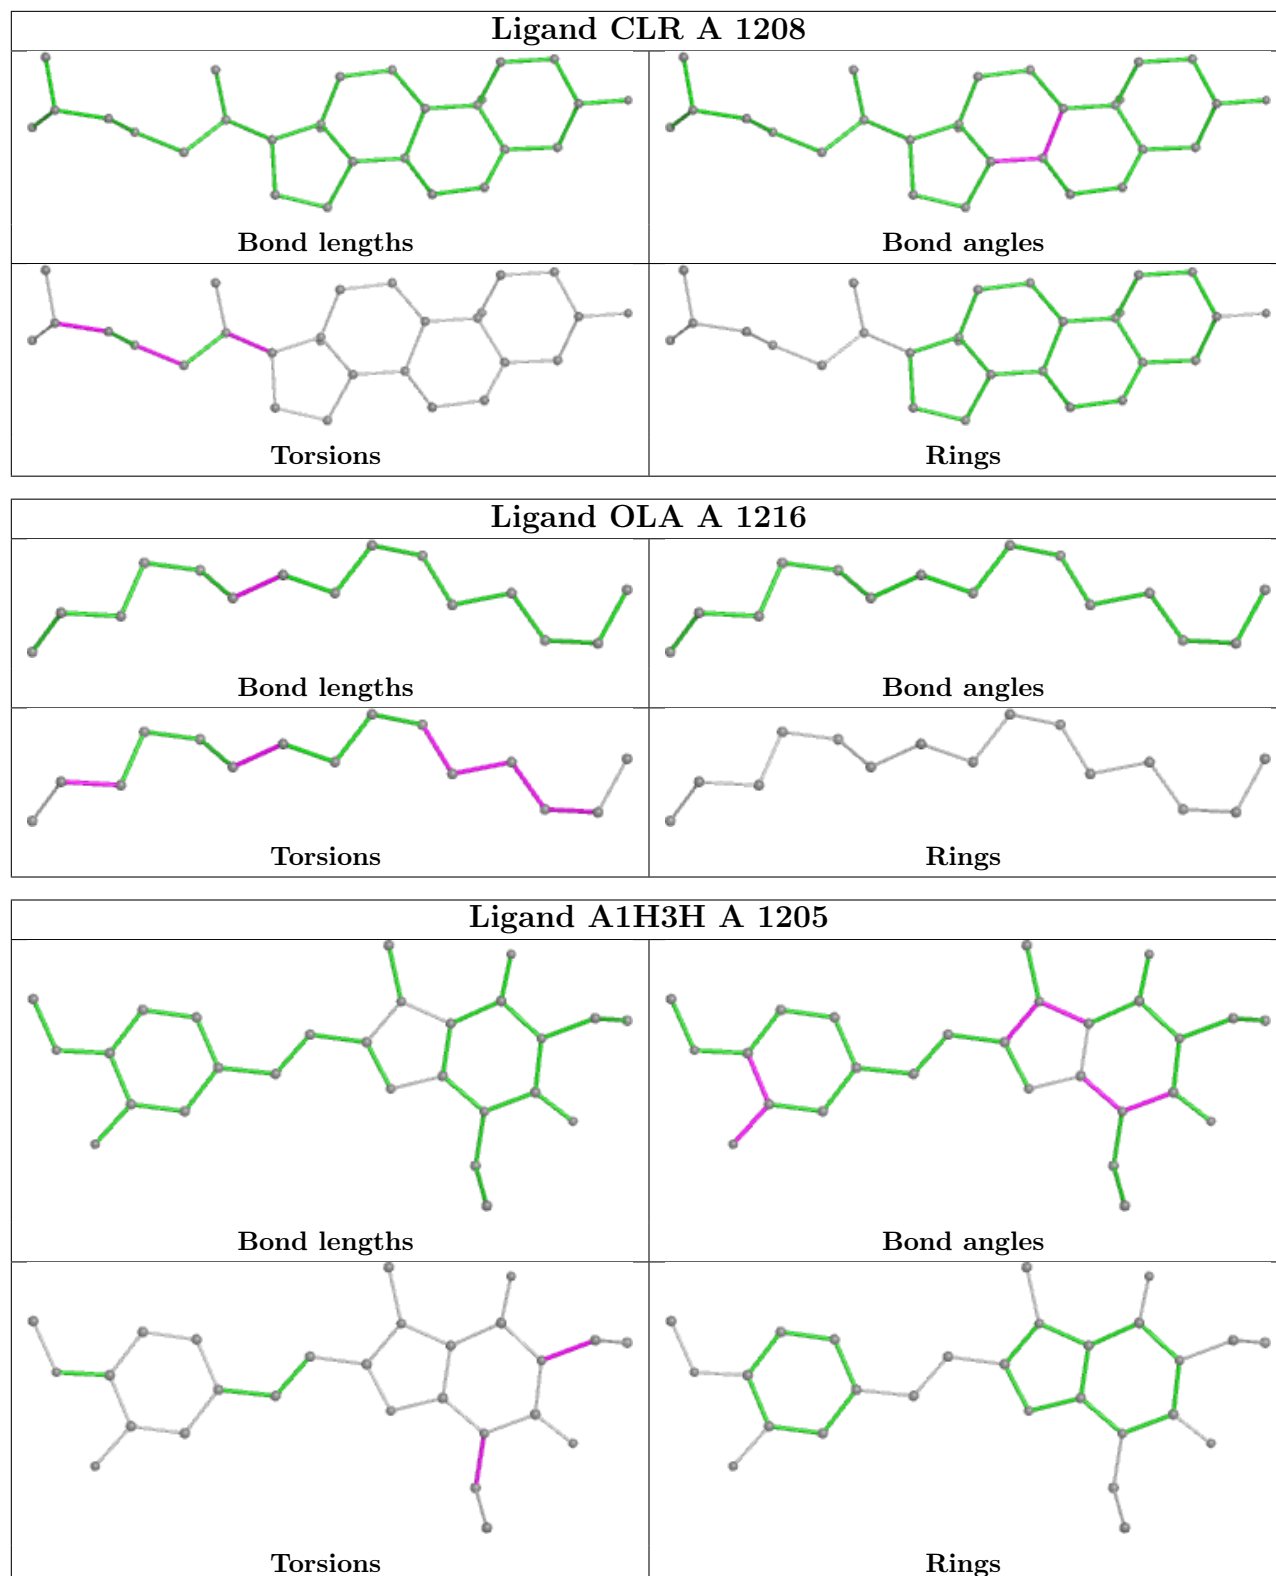 Ligand CLR A 1208
Bond lengths
Bond angles
Torsions
Rings
Ligand OLA A 1216
Bond lengths
Bond angles
Torsions
Rings
Ligand A1H3H A 1205
Bond lengths
Bond angles
Torsions
Rings